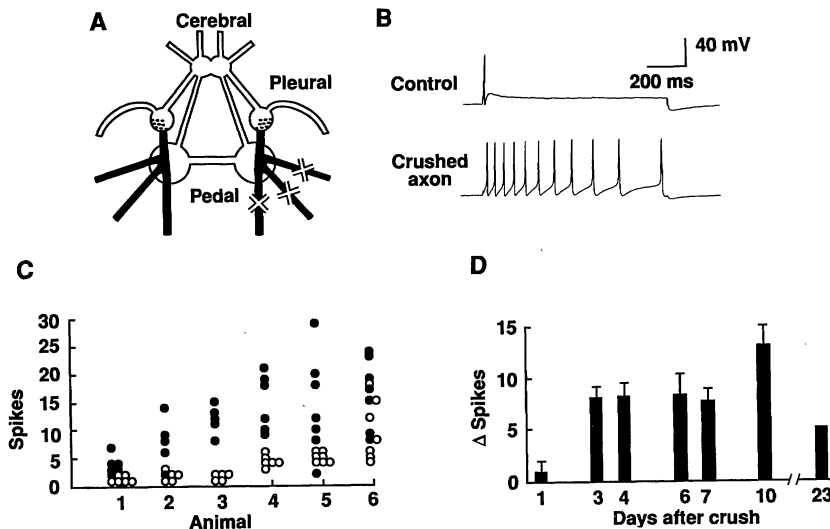 A
Cerebral
Pleural
Pedal
B
40 mV
200 ms
Control
Crushed
axon
C
30
25
20
15
10
5
0
Spikes
1 2 3 4 5 6
Animal
D
15
10
5
0
Δ Spikes
1 3 4 6 7 10 23
Days after crush